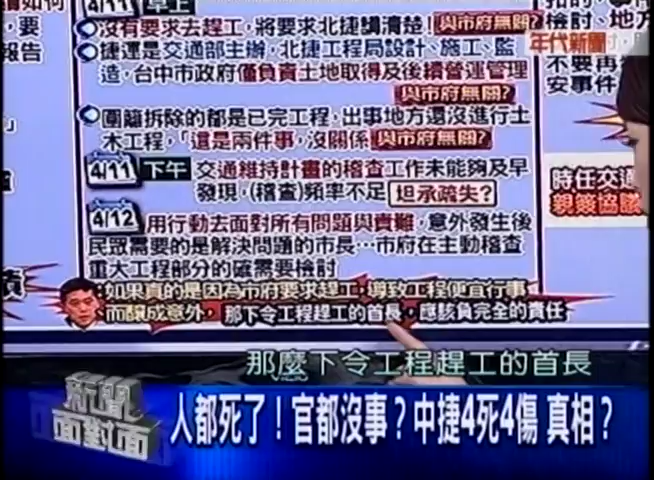 4/11 早上
沒有要求去趕工，將要求北捷講清楚！與市府無關？
捷運是交通部主辦，北捷工程局設計、施工、監
造，台中市政府僅負責土地取得及後續營運管理
與市府無關？
圍籬拆除的都是已完工程，出事地方還沒進行土
木工程，「這是兩件事，沒關係 與市府無關？
4/11 下午 交通維持計畫的稽查工作未能夠及早
發現，(稽查)頻率不足 坦承疏失？
4/12 用行動去面對所有問題與責難，意外發生後
民眾需要的是解決問題的市長…市府在主動稽查
重大工程部分的確需要檢討
如果真的是因為市府要求趕工，導致工程便宜行事
而釀成意外，那下令工程趕工的首長，應該負完全的責任
，要
報告
」
檢討、地方
不要再
安事件
時任交通
親簽協議
年代新聞
那麼下令工程趕工的首長
新聞
面對面
人都死了！官都沒事？中捷4死4傷 真相？